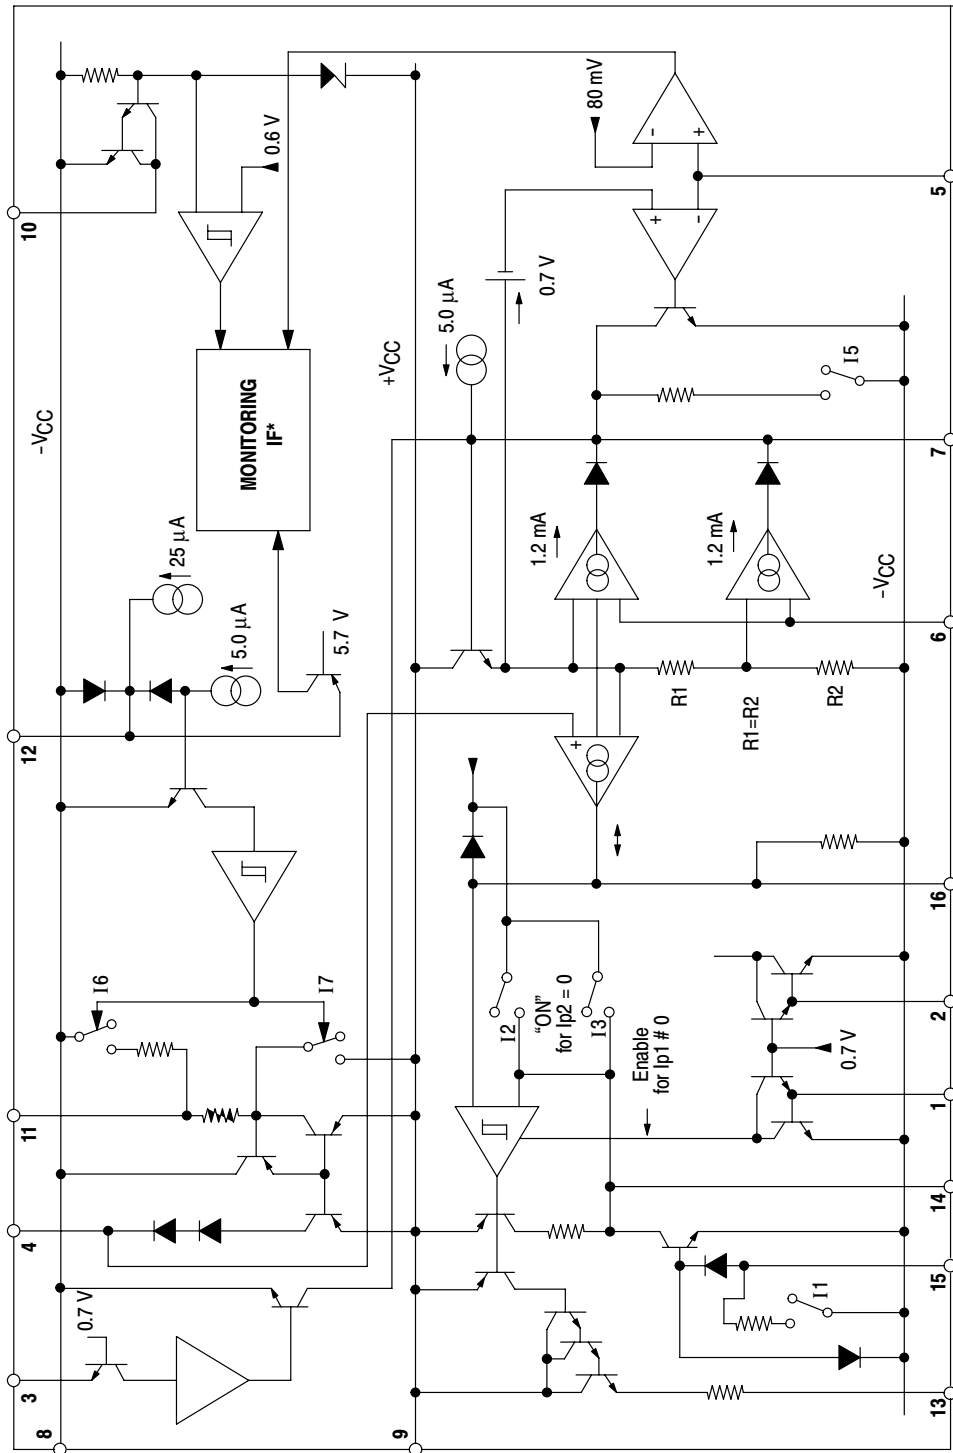 10
0.6 V
80 mV
5
−VCC
MONITORING
IF*
+VCC
5.0 μA
0.7 V
I5
7
25 μA
5.0 μA
5.7 V
12
1.2 mA
1.2 mA
−VCC
6
R1
R1=R2
R2
16
I6
I7
11
I2
"ON"
for Ip2 = 0
I3
Enable
for Ip1 # 0
0.7 V
2
1
14
4
15
I1
0.7 V
3
8
9
13
+
−
+
−
+